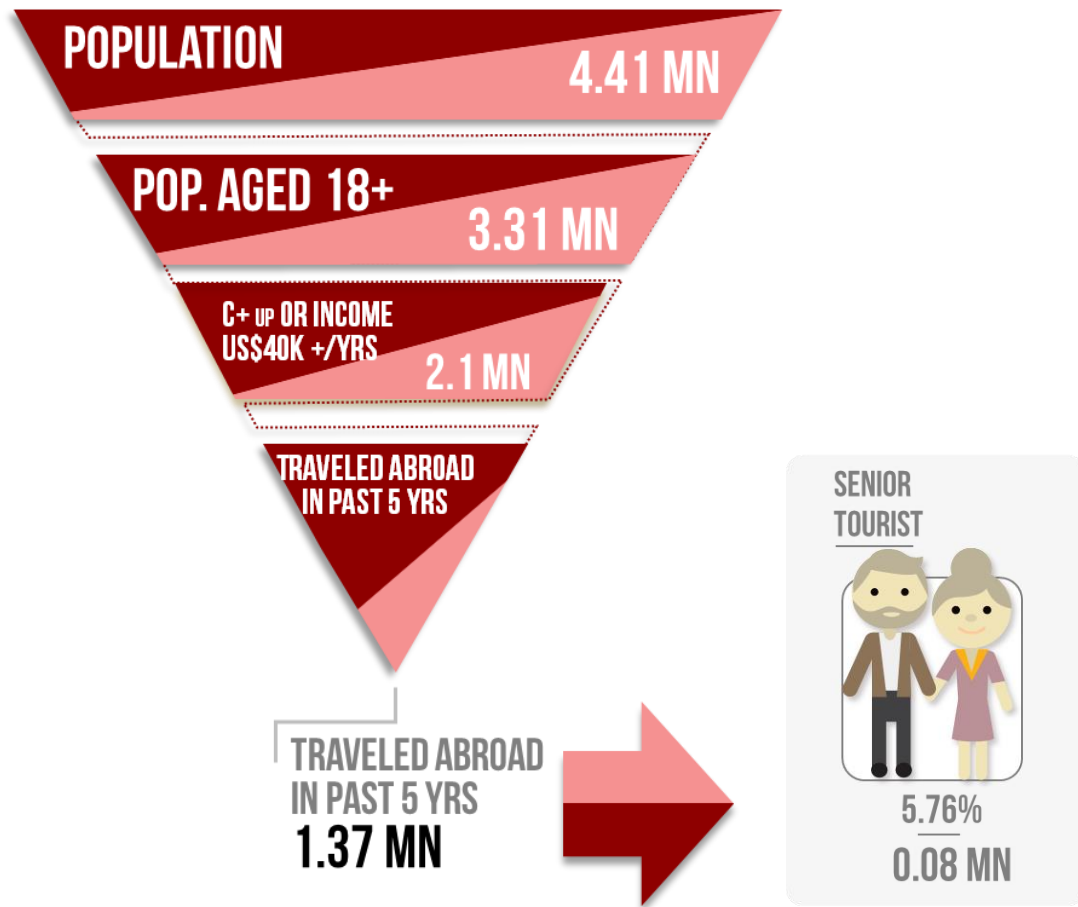 POPULATION
4.41 MN
POP. AGED 18+
3.31 MN
C+ UP OR INCOME
US$40K +/YRS
2.1 MN
TRAVELED ABROAD
IN PAST 5 YRS
TRAVELED ABROAD
IN PAST 5 YRS
1.37 MN
SENIOR
TOURIST
5.76%
0.08 MN